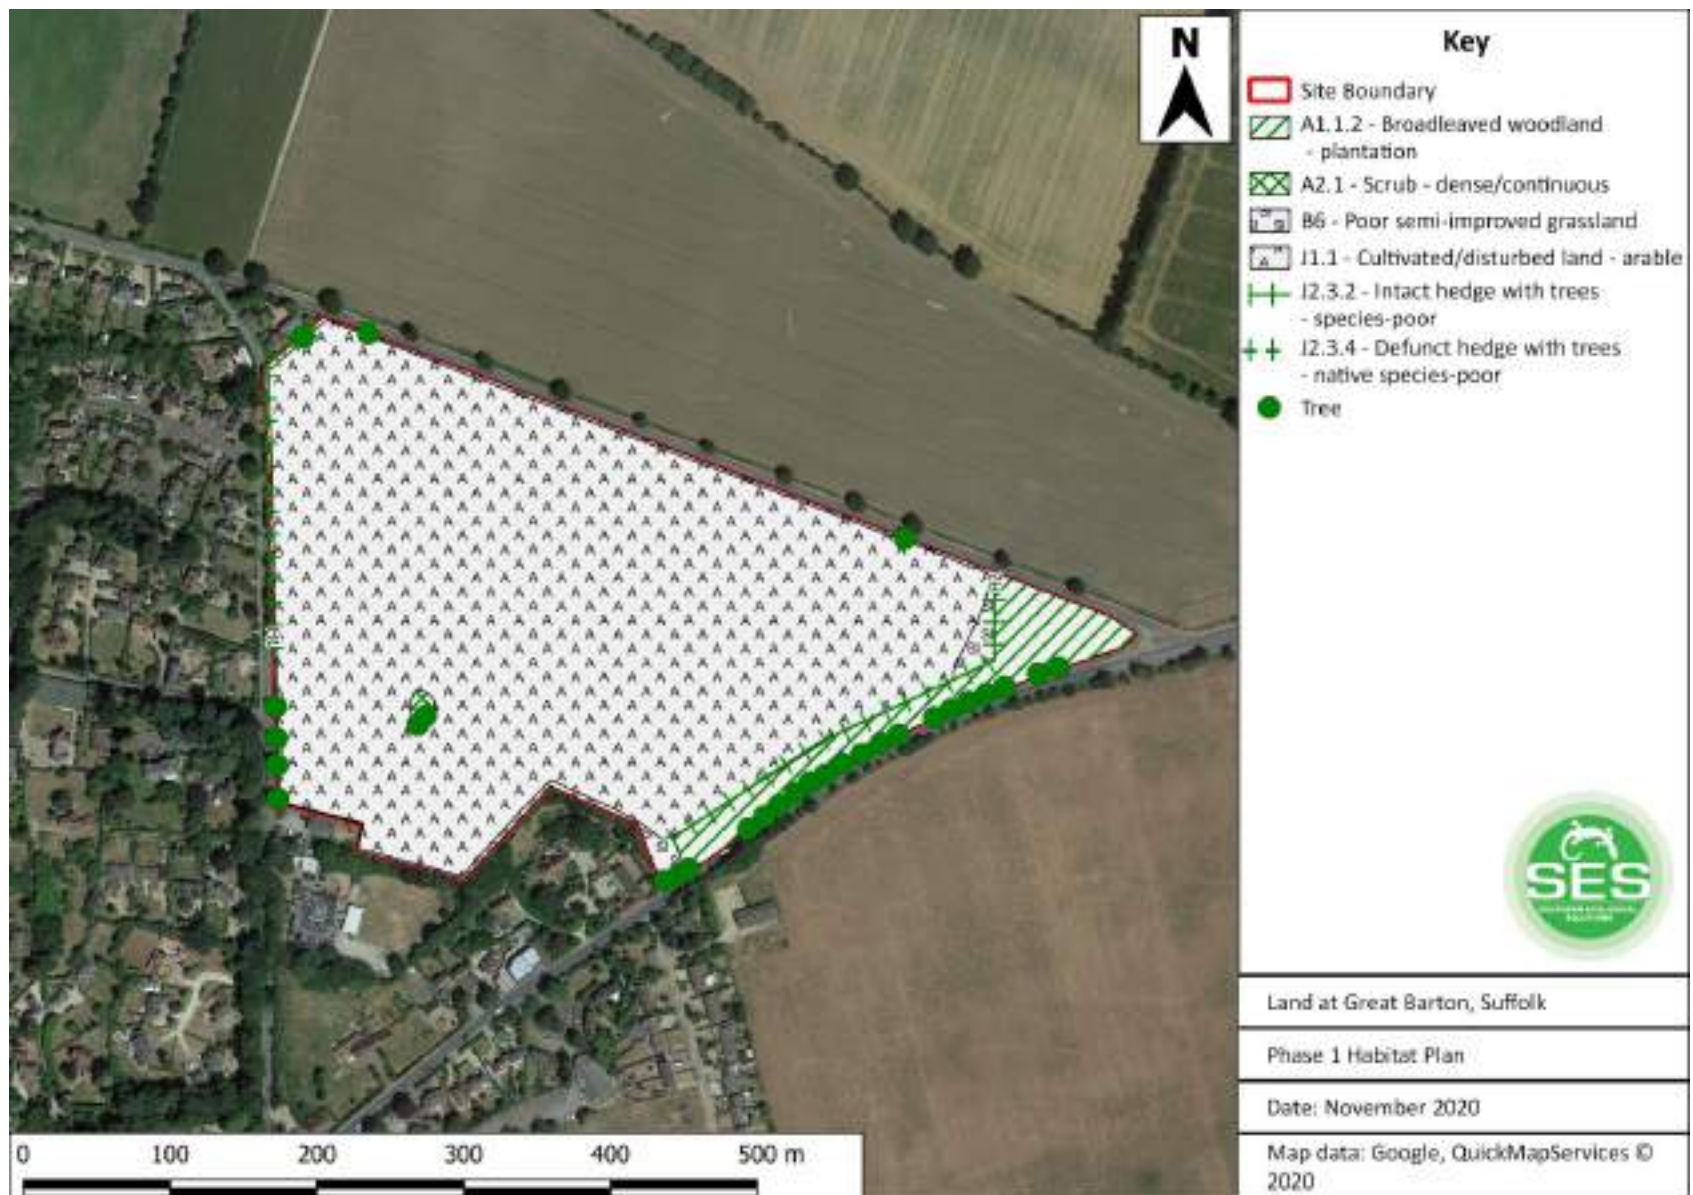 N
Key
Site Boundary
A1.1.2 - Broadleaved woodland
- plantation
A2.1 - Scrub - dense/continuous
B6 - Poor semi-improved grassland
J1.1 - Cultivated/disturbed land - arable
J2.3.2 - Intact hedge with trees
- species-poor
J2.3.4 - Defunct hedge with trees
- native species-poor
Tree
SES
Land at Great Barton, Suffolk
Phase 1 Habitat Plan
Date: November 2020
Map data: Google, QuickMapServices ©
2020
0 100 200 300 400 500 m